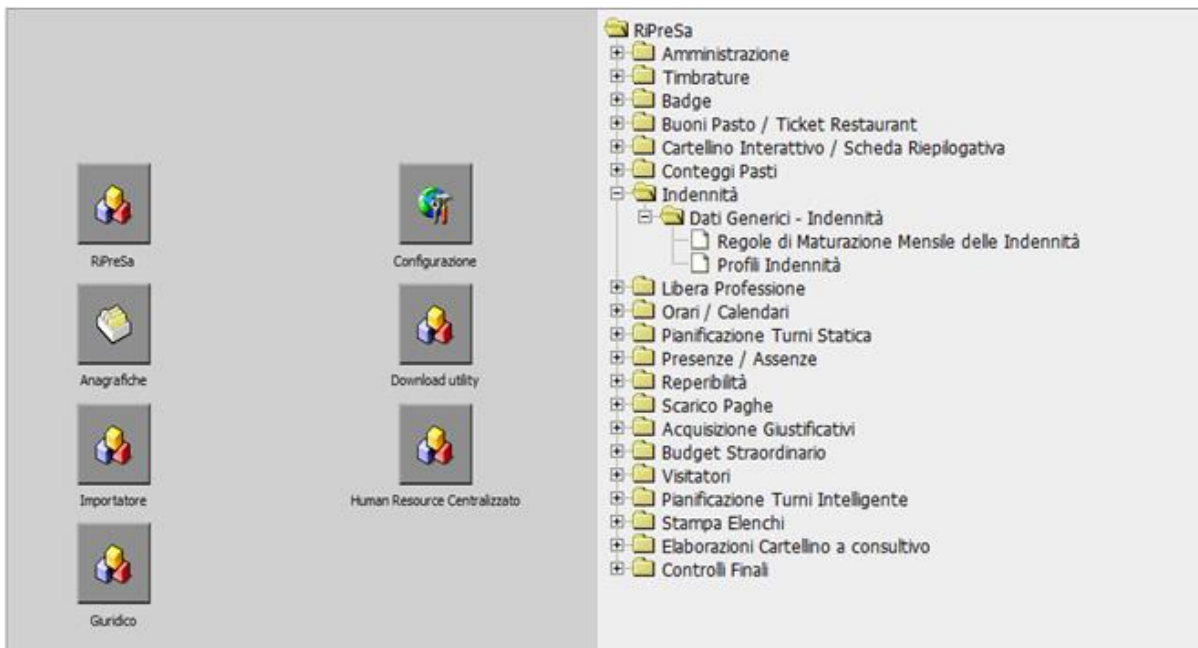 RiPreSa
Configurazione
Anagrafiche
Download utility
Importatore
Human Resource Centralizzato
Giuridico
RiPreSa
Amministrazione
Timbrature
Badge
Buoni Pasto / Ticket Restaurant
Cartellino Interattivo / Scheda Riepilogativa
Conteggi Pasti
Indennità
Dati Generici - Indennità
Regole di Maturazione Mensile delle Indennità
Profili Indennità
Libera Professione
Orari / Calendari
Pianificazione Turni Statica
Presenze / Assenze
Reperibilità
Scarico Paghe
Acquisizione Giustificativi
Budget Straordinario
Visitatori
Pianificazione Turni Intelligente
Stampa Elenchi
Elaborazioni Cartellino a consultivo
Controlli Finali